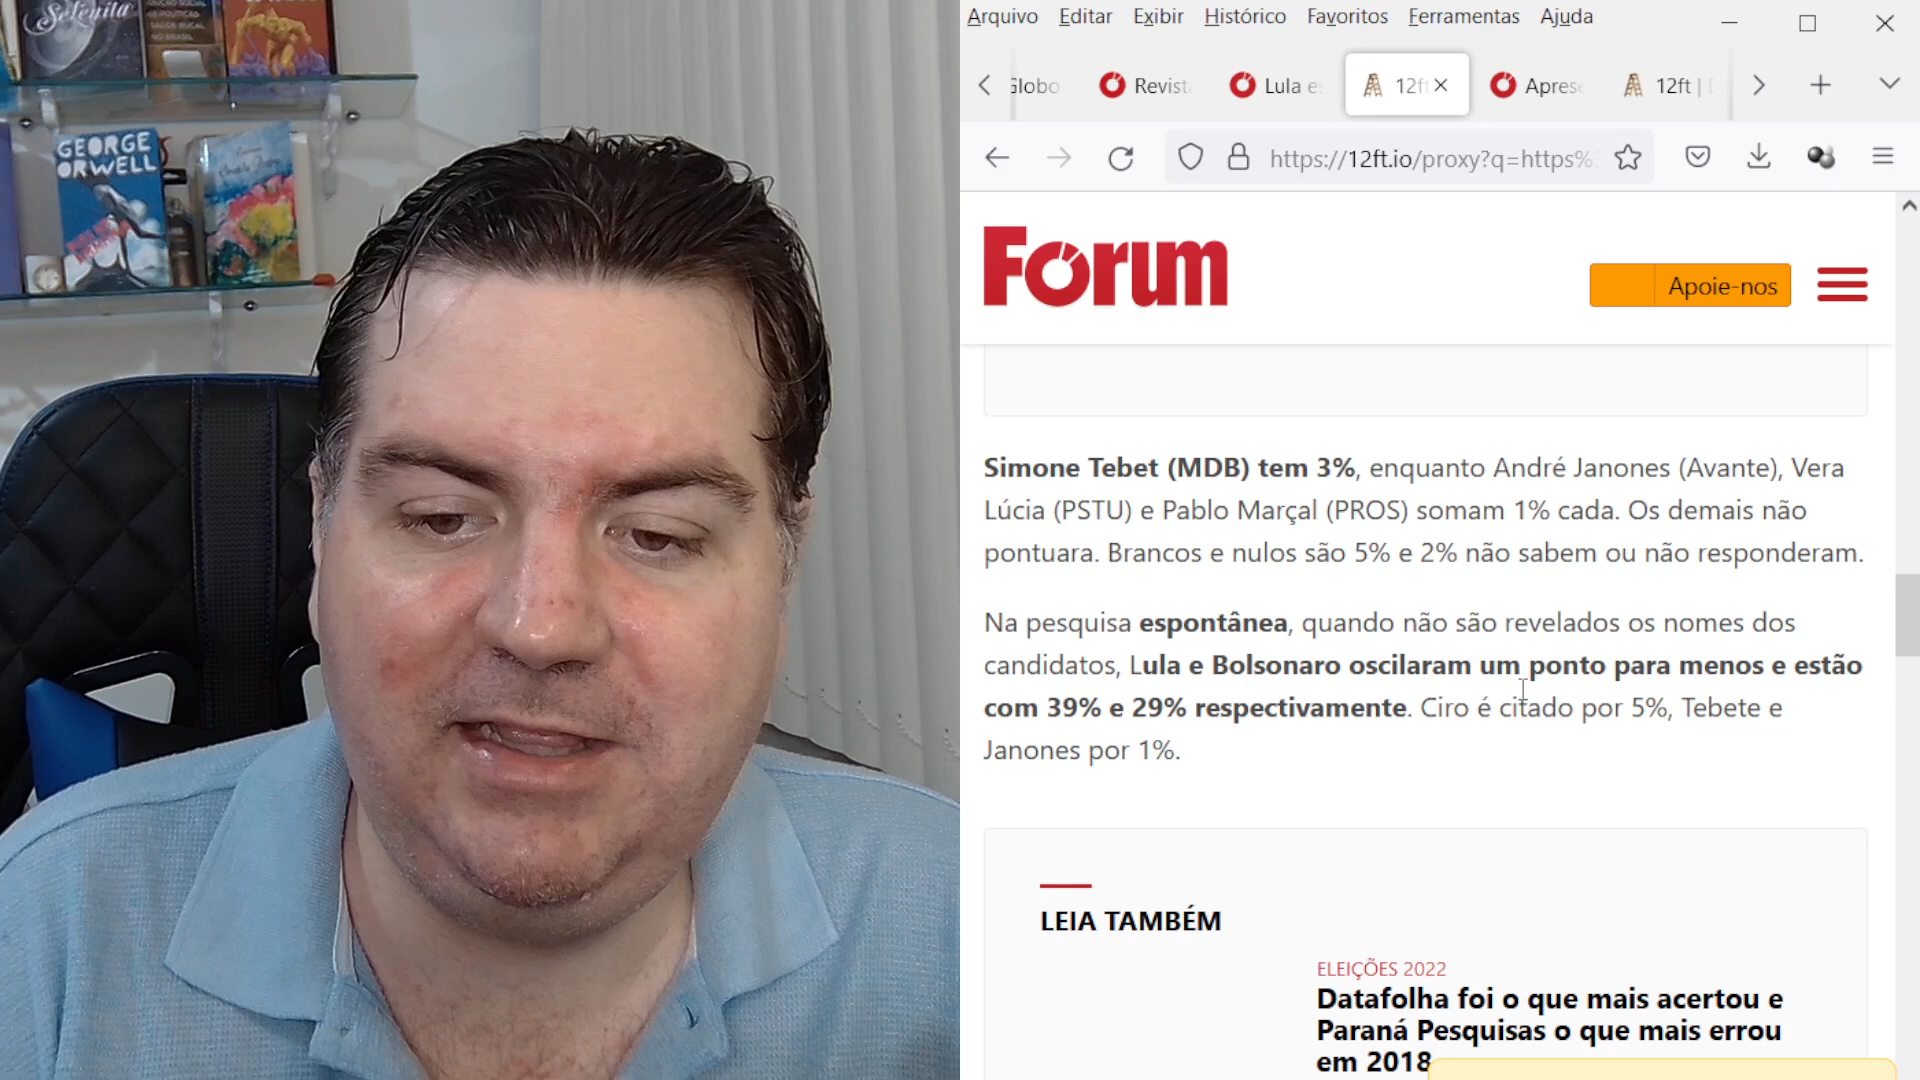 Selenita
NO BRASIL
GEORGE
ORWELL
Arquivo Editar Exibir Histórico Favoritos Ferramentas Ajuda
Globo Revist Lula e 12f Apres 12ft |
https://12ft.io/proxy?q=https%
Forum
Apoie-nos
Simone Tebet (MDB) tem 3%, enquanto André Janones (Avante), Vera
Lúcia (PSTU) e Pablo Marçal (PROS) somam 1% cada. Os demais não
pontuara. Brancos e nulos são 5% e 2% não sabem ou não responderam.
Na pesquisa espontânea, quando não são revelados os nomes dos
candidatos, Lula e Bolsonaro oscilaram um ponto para menos e estão
com 39% e 29% respectivamente. Ciro é citado por 5%, Tebete e
Janones por 1%.
LEIA TAMBÉM
ELEIÇÕES 2022
Datafolha foi o que mais acertou e
Paraná Pesquisas o que mais errou
em 2018